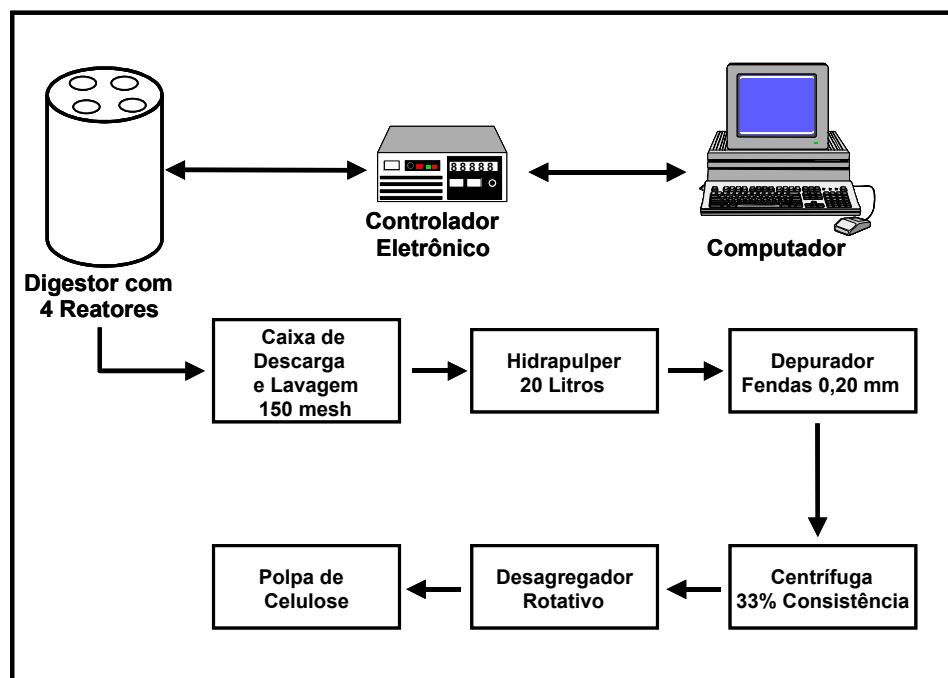 88888
Controlador
Eletrônico
Computador
Digestor com
4 Reatores
Caixa de
Descarga
e Lavagem
150 mesh
Hidrapulper
20 Litros
Depurador
Fendas 0,20 mm
Polpa de
Celulose
Desagregador
Rotativo
Centrífuga
33% Consistência